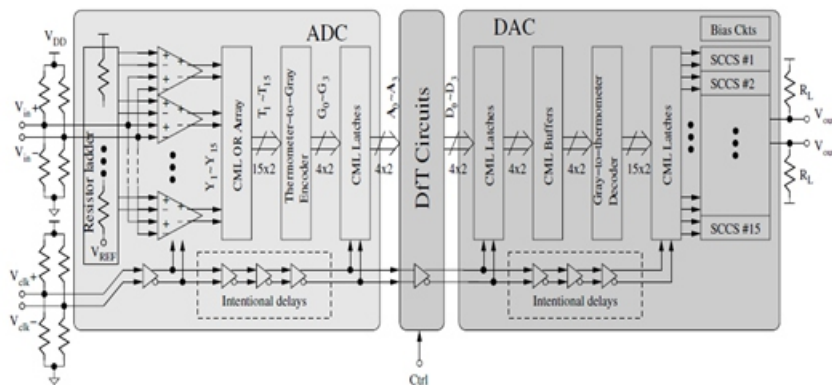 ADC
DAC
DfT Circuits
V_DD
V_in+
V_in−
V_REF
V_clk+
V_clk−
Resistor ladder
Y_1~Y_15
CML OR Array
T_1~T_15
15x2
Thermometer-to-Gray
Encoder
G_0~G_3
4x2
CML Latches
A_0~A_3
4x2
D_0~D_3
4x2
CML Latches
4x2
CML Buffers
4x2
Gray-to-thermometer
Decoder
15x2
CML Latches
Bias Ckts
SCCS #1
SCCS #2
SCCS #15
R_L
V_ou
V_ou
R_L
Intentional delays
Intentional delays
Ctrl